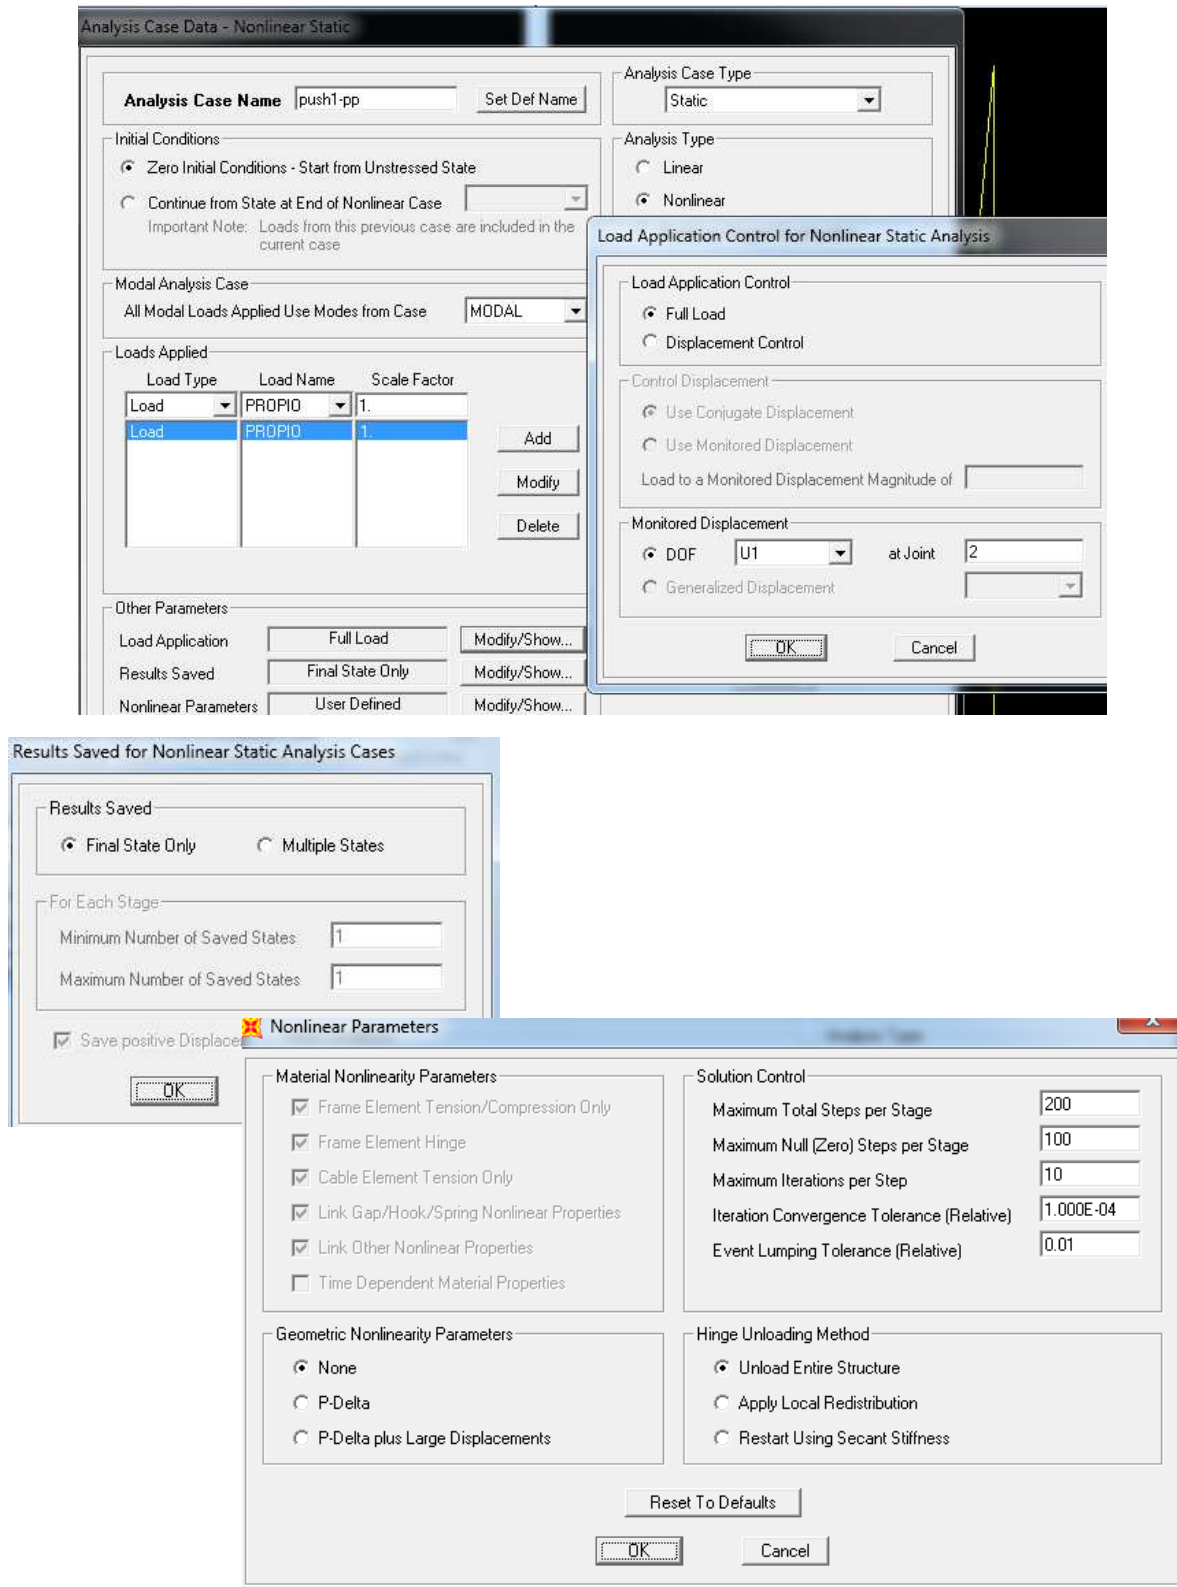 Analysis Case Data - Nonlinear Static
Analysis Case Name push1-pp Set Def Name
Analysis Case Type
Static
Initial Conditions
Zero Initial Conditions - Start from Unstressed State
Continue from State at End of Nonlinear Case
Important Note: Loads from this previous case are included in the
current case
Analysis Type
Linear
Nonlinear
Modal Analysis Case
All Modal Loads Applied Use Modes from Case MODAL
Loads Applied
Load Type Load Name Scale Factor
Load PROPIO 1.
Load PROPIO 1.
Add
Modify
Delete
Other Parameters
Load Application Full Load Modify/Show...
Results Saved Final State Only Modify/Show...
Nonlinear Parameters User Defined Modify/Show...
Load Application Control for Nonlinear Static Analysis
Load Application Control
Full Load
Displacement Control
Control Displacement
Use Conjugate Displacement
Use Monitored Displacement
Load to a Monitored Displacement Magnitude of
Monitored Displacement
DOF U1 at Joint 2
Generalized Displacement
OK Cancel
Results Saved for Nonlinear Static Analysis Cases
Results Saved
Final State Only Multiple States
For Each Stage
Minimum Number of Saved States 1
Maximum Number of Saved States 1
Save positive Displace
OK
Nonlinear Parameters
Material Nonlinearity Parameters
Frame Element Tension/Compression Only
Frame Element Hinge
Cable Element Tension Only
Link Gap/Hook/Spring Nonlinear Properties
Link Other Nonlinear Properties
Time Dependent Material Properties
Solution Control
Maximum Total Steps per Stage 200
Maximum Null (Zero) Steps per Stage 100
Maximum Iterations per Step 10
Iteration Convergence Tolerance (Relative) 1.000E-04
Event Lumping Tolerance (Relative) 0.01
Geometric Nonlinearity Parameters
None
P-Delta
P-Delta plus Large Displacements
Hinge Unloading Method
Unload Entire Structure
Apply Local Redistribution
Restart Using Secant Stiffness
Reset To Defaults
OK Cancel